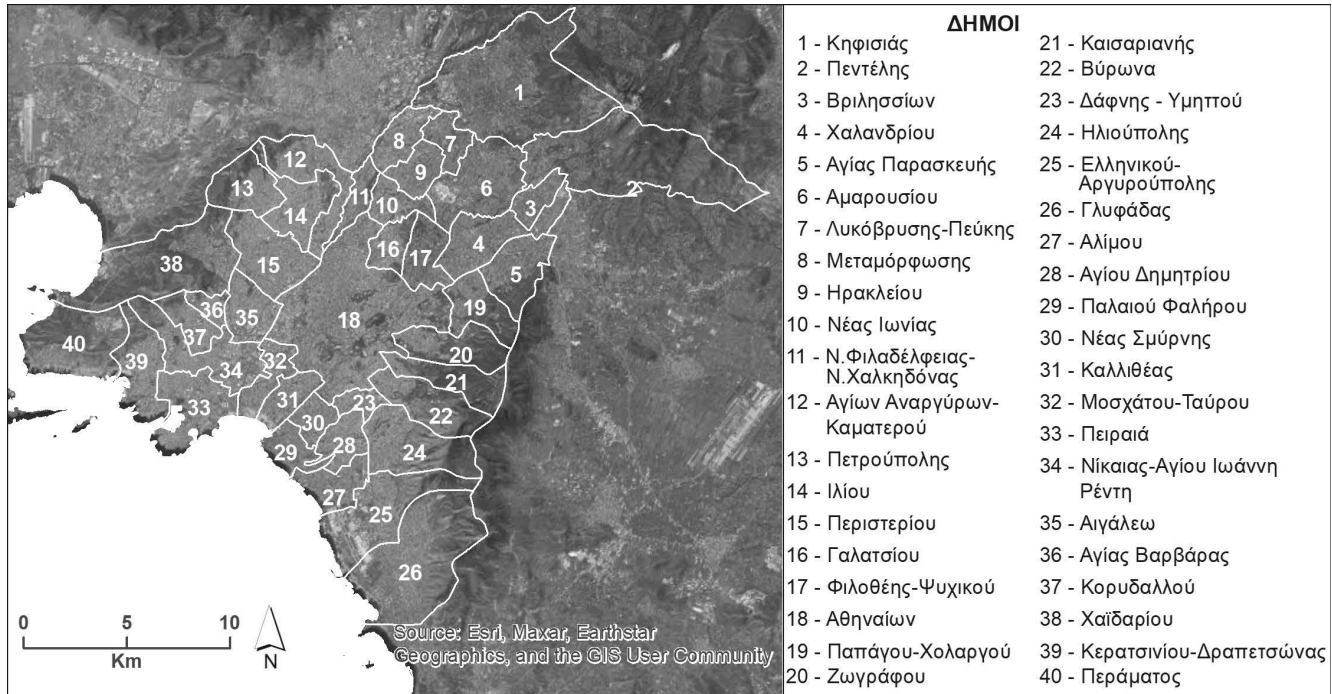 ΔΗΜΟΙ
1 - Κηφισιάς
2 - Πεντέλης
3 - Βριλησσίων
4 - Χαλανδρίου
5 - Αγίας Παρασκευής
6 - Αμαρουσίου
7 - Λυκόβρυσης-Πεύκης
8 - Μεταμόρφωσης
9 - Ηρακλείου
10 - Νέας Ιωνίας
11 - Ν.Φιλαδέλφειας-
Ν.Χαλκηδόνας
12 - Αγίων Αναργύρων-
Καματερού
13 - Πετρούπολης
14 - Ιλίου
15 - Περιστερίου
16 - Γαλατσίου
17 - Φιλοθέης-Ψυχικού
18 - Αθηναίων
19 - Παπάγου-Χολαργού
20 - Ζωγράφου
21 - Καισαριανής
22 - Βύρωνα
23 - Δάφνης - Υμηττού
24 - Ηλιούπολης
25 - Ελληνικού-
Αργυρούπολης
26 - Γλυφάδας
27 - Αλίμου
28 - Αγίου Δημητρίου
29 - Παλαιού Φαλήρου
30 - Νέας Σμύρνης
31 - Καλλιθέας
32 - Μοσχάτου-Ταύρου
33 - Πειραιά
34 - Νίκαιας-Αγίου Ιωάννη
Ρέντη
35 - Αιγάλεω
36 - Αγίας Βαρβάρας
37 - Κορυδαλλού
38 - Χαϊδαρίου
39 - Κερατσινίου-Δραπετσώνας
40 - Περάματος
1
8
7
12
9
13
6
2
11
10
3
14
16
17
4
5
38
15
19
36
18
35
37
40
39
20
32
34
21
31
23
33
22
30
28
29
24
27
25
26
0 5 10
Km
N
Source: Esri, Maxar, Earthstar
Geographics, and the GIS User Community